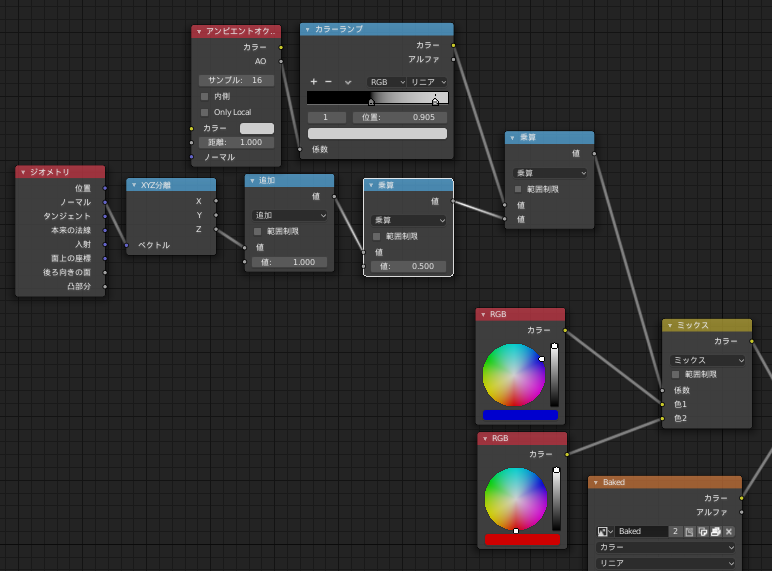 アンビエントオク..
カラー
AO
サンプル: 16
内側
Only Local
カラー
距離: 1.000
ノーマル
カラーランプ
カラー
アルファ
+ −
RGB リニア
1 位置: 0.905
係数
乗算
値
乗算
範囲制限
値
値
ジオメトリ
位置
ノーマル
タンジェント
本来の法線
入射
面上の座標
後ろ向きの面
凸部分
XYZ分離
X
Y
Z
ベクトル
追加
値
追加
範囲制限
値
値: 1.000
乗算
値
乗算
範囲制限
値
値: 0.500
RGB
カラー
RGB
カラー
ミックス
カラー
ミックス
範囲制限
係数
色1
色2
Baked
カラー
アルファ
Baked 2
カラー
リニア